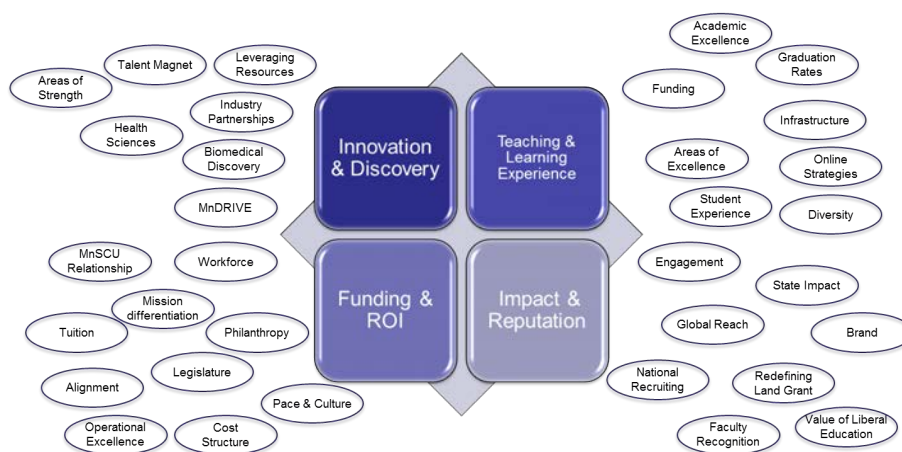 Talent Magnet
Leveraging
Resources
Areas of
Strength
Industry
Partnerships
Health
Sciences
Biomedical
Discovery
MnDRIVE
MnSCU
Relationship
Workforce
Mission
differentiation
Tuition
Philanthropy
Legislature
Alignment
Pace & Culture
Operational
Excellence
Cost
Structure
Innovation
& Discovery
Teaching &
Learning
Experience
Funding &
ROI
Impact &
Reputation
Academic
Excellence
Graduation
Rates
Funding
Infrastructure
Areas of
Excellence
Online
Strategies
Student
Experience
Diversity
Engagement
State Impact
Global Reach
Brand
National
Recruiting
Redefining
Land Grant
Faculty
Recognition
Value of Liberal
Education